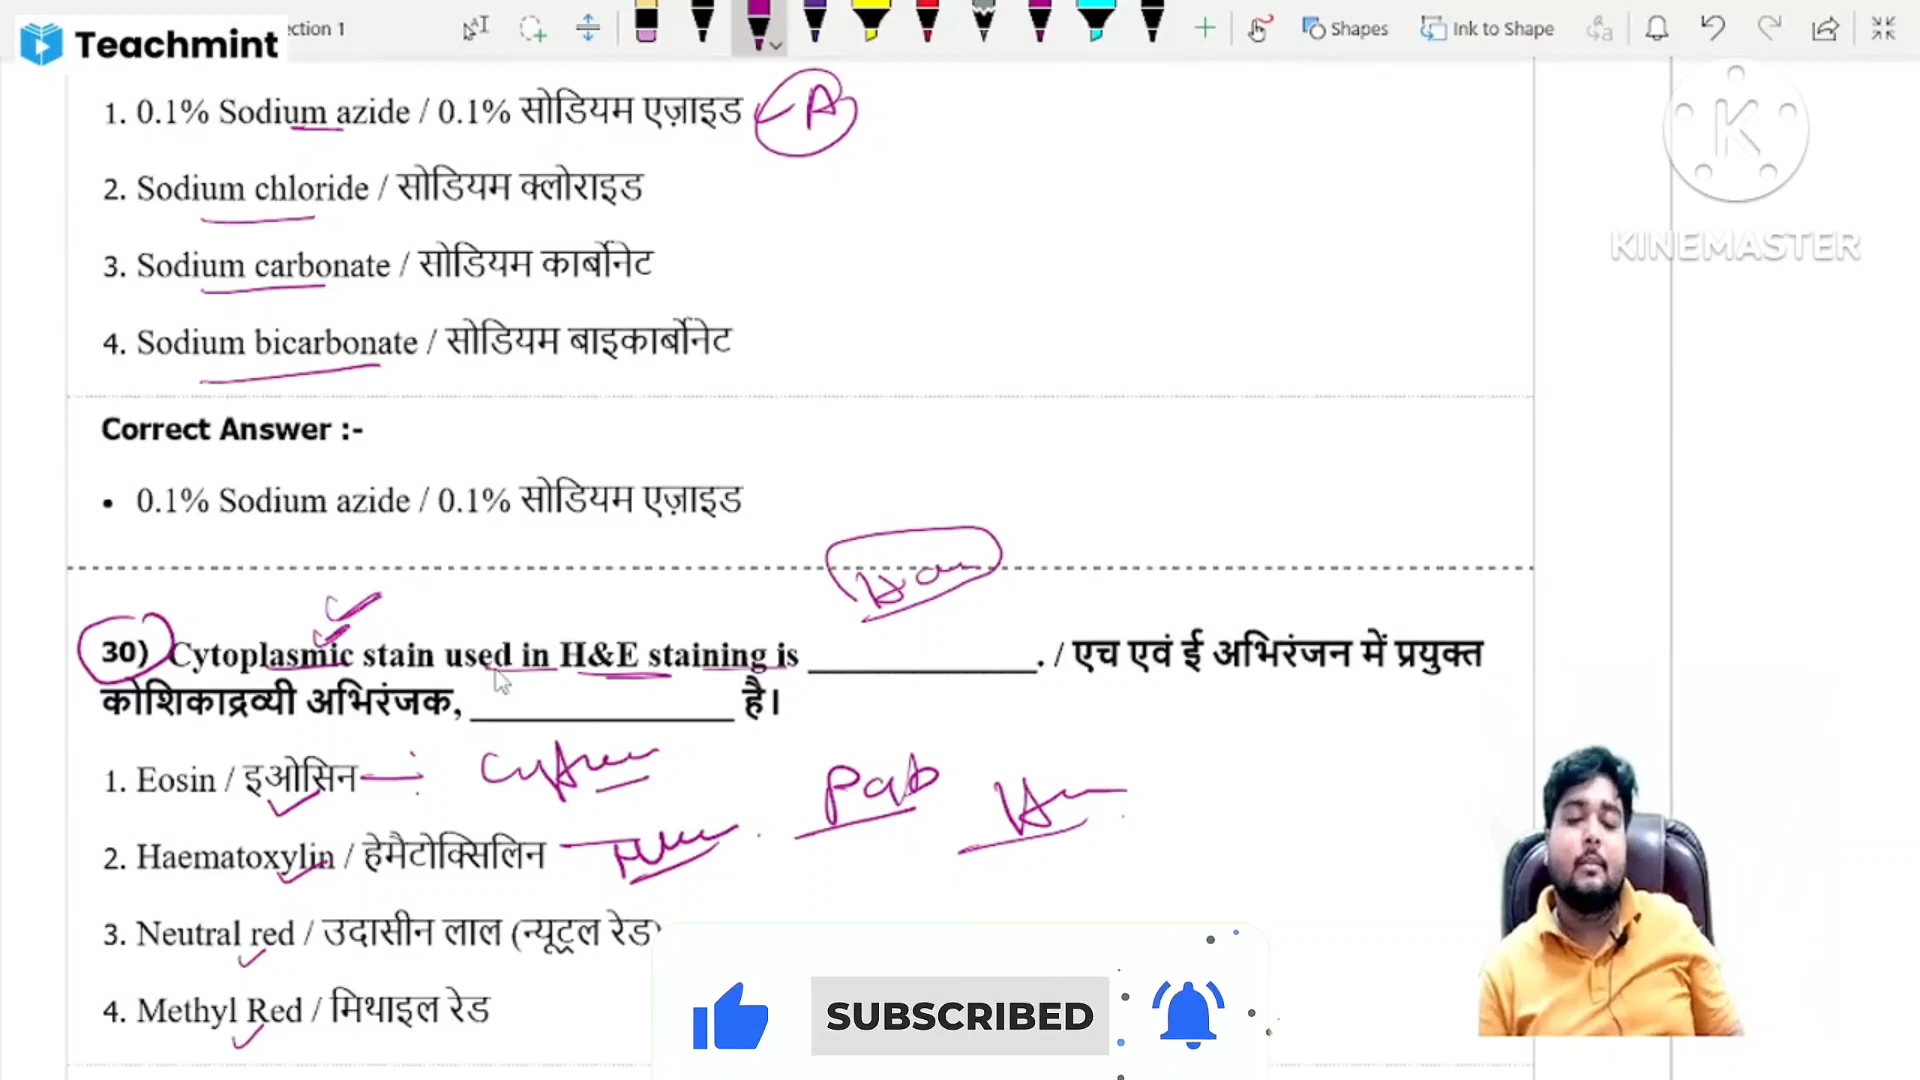 ection 1
Shapes
Ink to Shape
Teachmint
1. 0.1% Sodium azide / 0.1% सोडियम एज़ाइड
A
2. Sodium chloride / सोडियम क्लोराइड
3. Sodium carbonate / सोडियम कार्बोनेट
4. Sodium bicarbonate / सोडियम बाइकार्बोनेट
K
KINEMASTER
Correct Answer :-
• 0.1% Sodium azide / 0.1% सोडियम एज़ाइड
30) Cytoplasmic stain used in H&E staining is ______________. / एच एवं ई अभिरंजन में प्रयुक्त
कोशिकाद्रव्यी अभिरंजक, ________________ है।
1. Eosin / इओसिन
2. Haematoxylin / हेमैटोक्सिलिन
3. Neutral red / उदासीन लाल (न्यूट्रल रेड)
4. Methyl Red / मिथाइल रेड
SUBSCRIBED